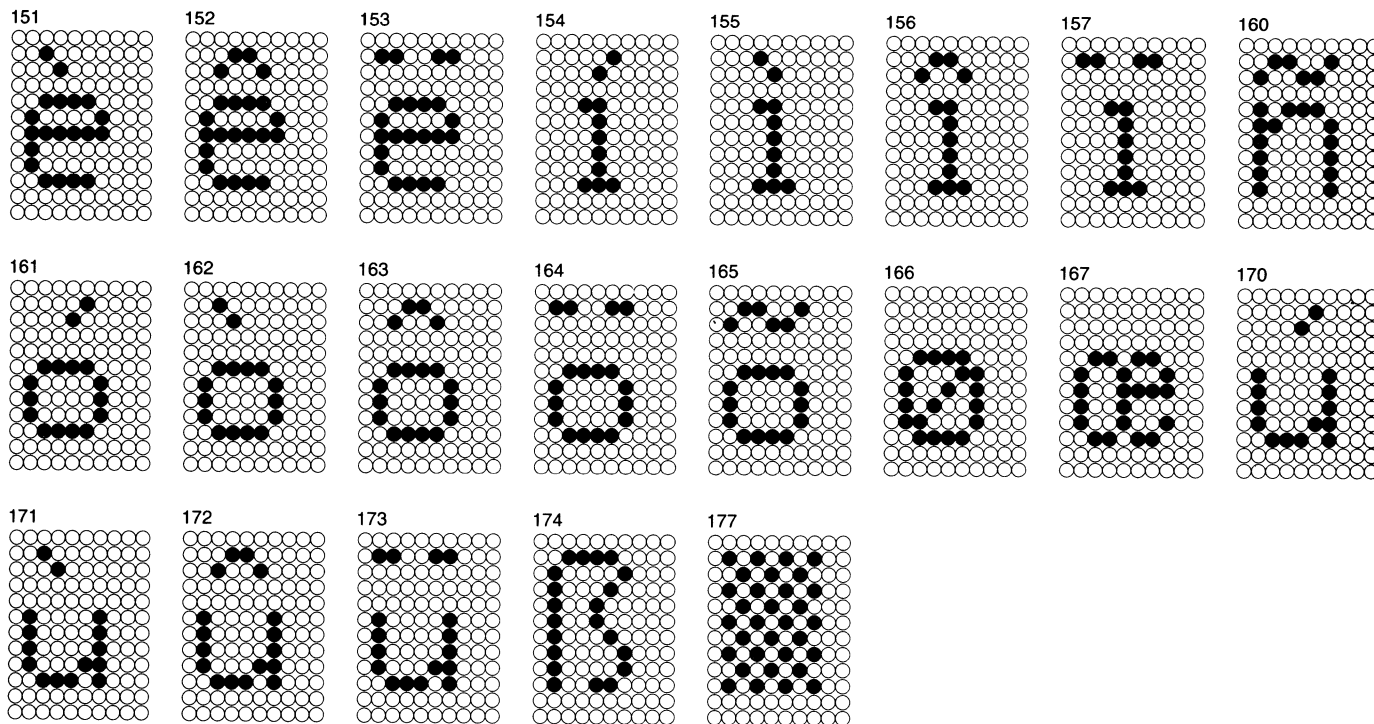 151 152 153 154 155 156 157 160
è ê ë í ì î ï ñ
161 162 163 164 165 166 167 170
ó ò ô ö õ ø œ ú
171 172 173 174 177
ù û ü ß